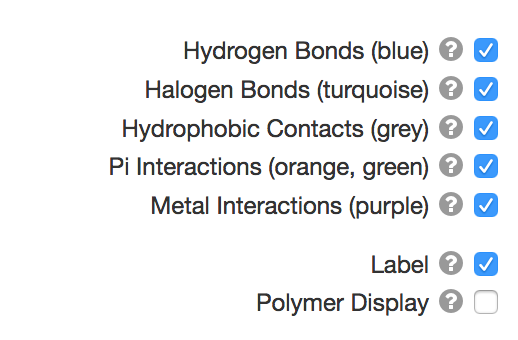 Hydrogen Bonds (blue) ?
Halogen Bonds (turquoise) ?
Hydrophobic Contacts (grey) ?
Pi Interactions (orange, green) ?
Metal Interactions (purple) ?
Label ?
Polymer Display ?